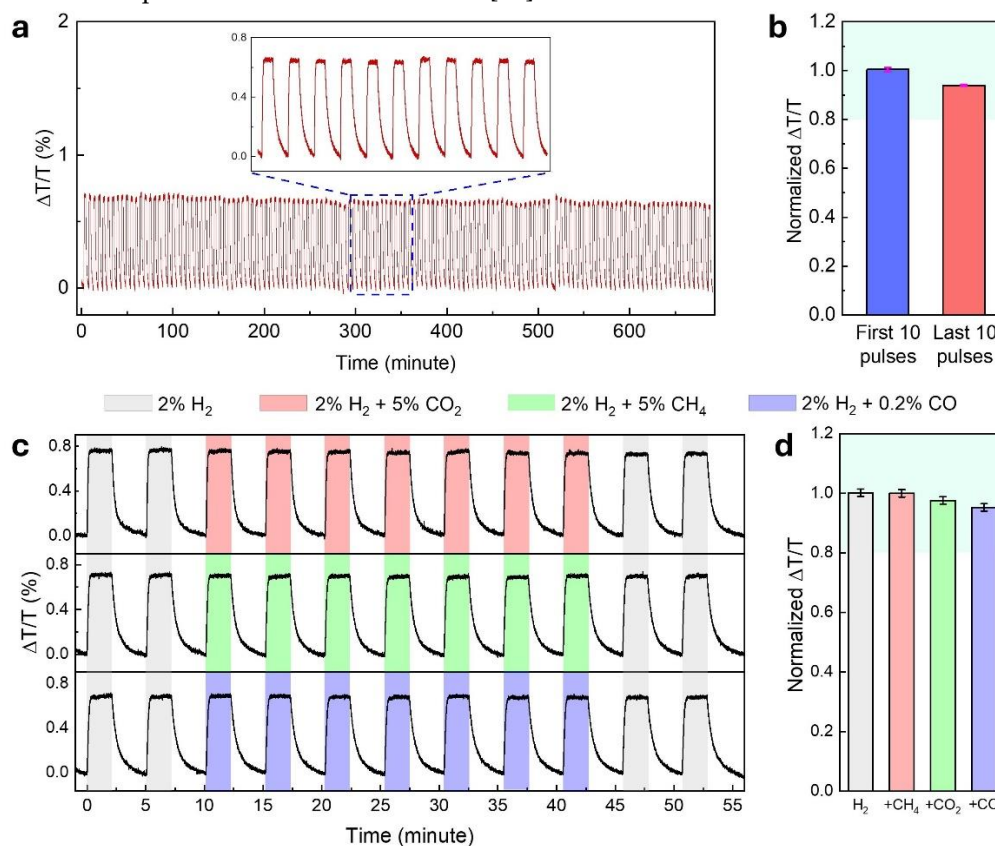 a
2
1
0
ΔT/T (%)
0.8
0.4
0.0
0 100 200 300 400 500 600
Time (minute)
b
1.2
1.0
0.8
0.6
0.4
0.2
0.0
Normalized ΔT/T
First 10 pulses
Last 10 pulses
2% H₂
2% H₂ + 5% CO₂
2% H₂ + 5% CH₄
2% H₂ + 0.2% CO
c
0.8
0.4
0.0
0.8
0.4
0.0
0.8
0.4
0.0
ΔT/T (%)
0 5 10 15 20 25 30 35 40 45 50 55
Time (minute)
d
1.2
1.0
0.8
0.6
0.4
0.2
0.0
Normalized ΔT/T
H₂ +CH₄ +CO₂ +CO